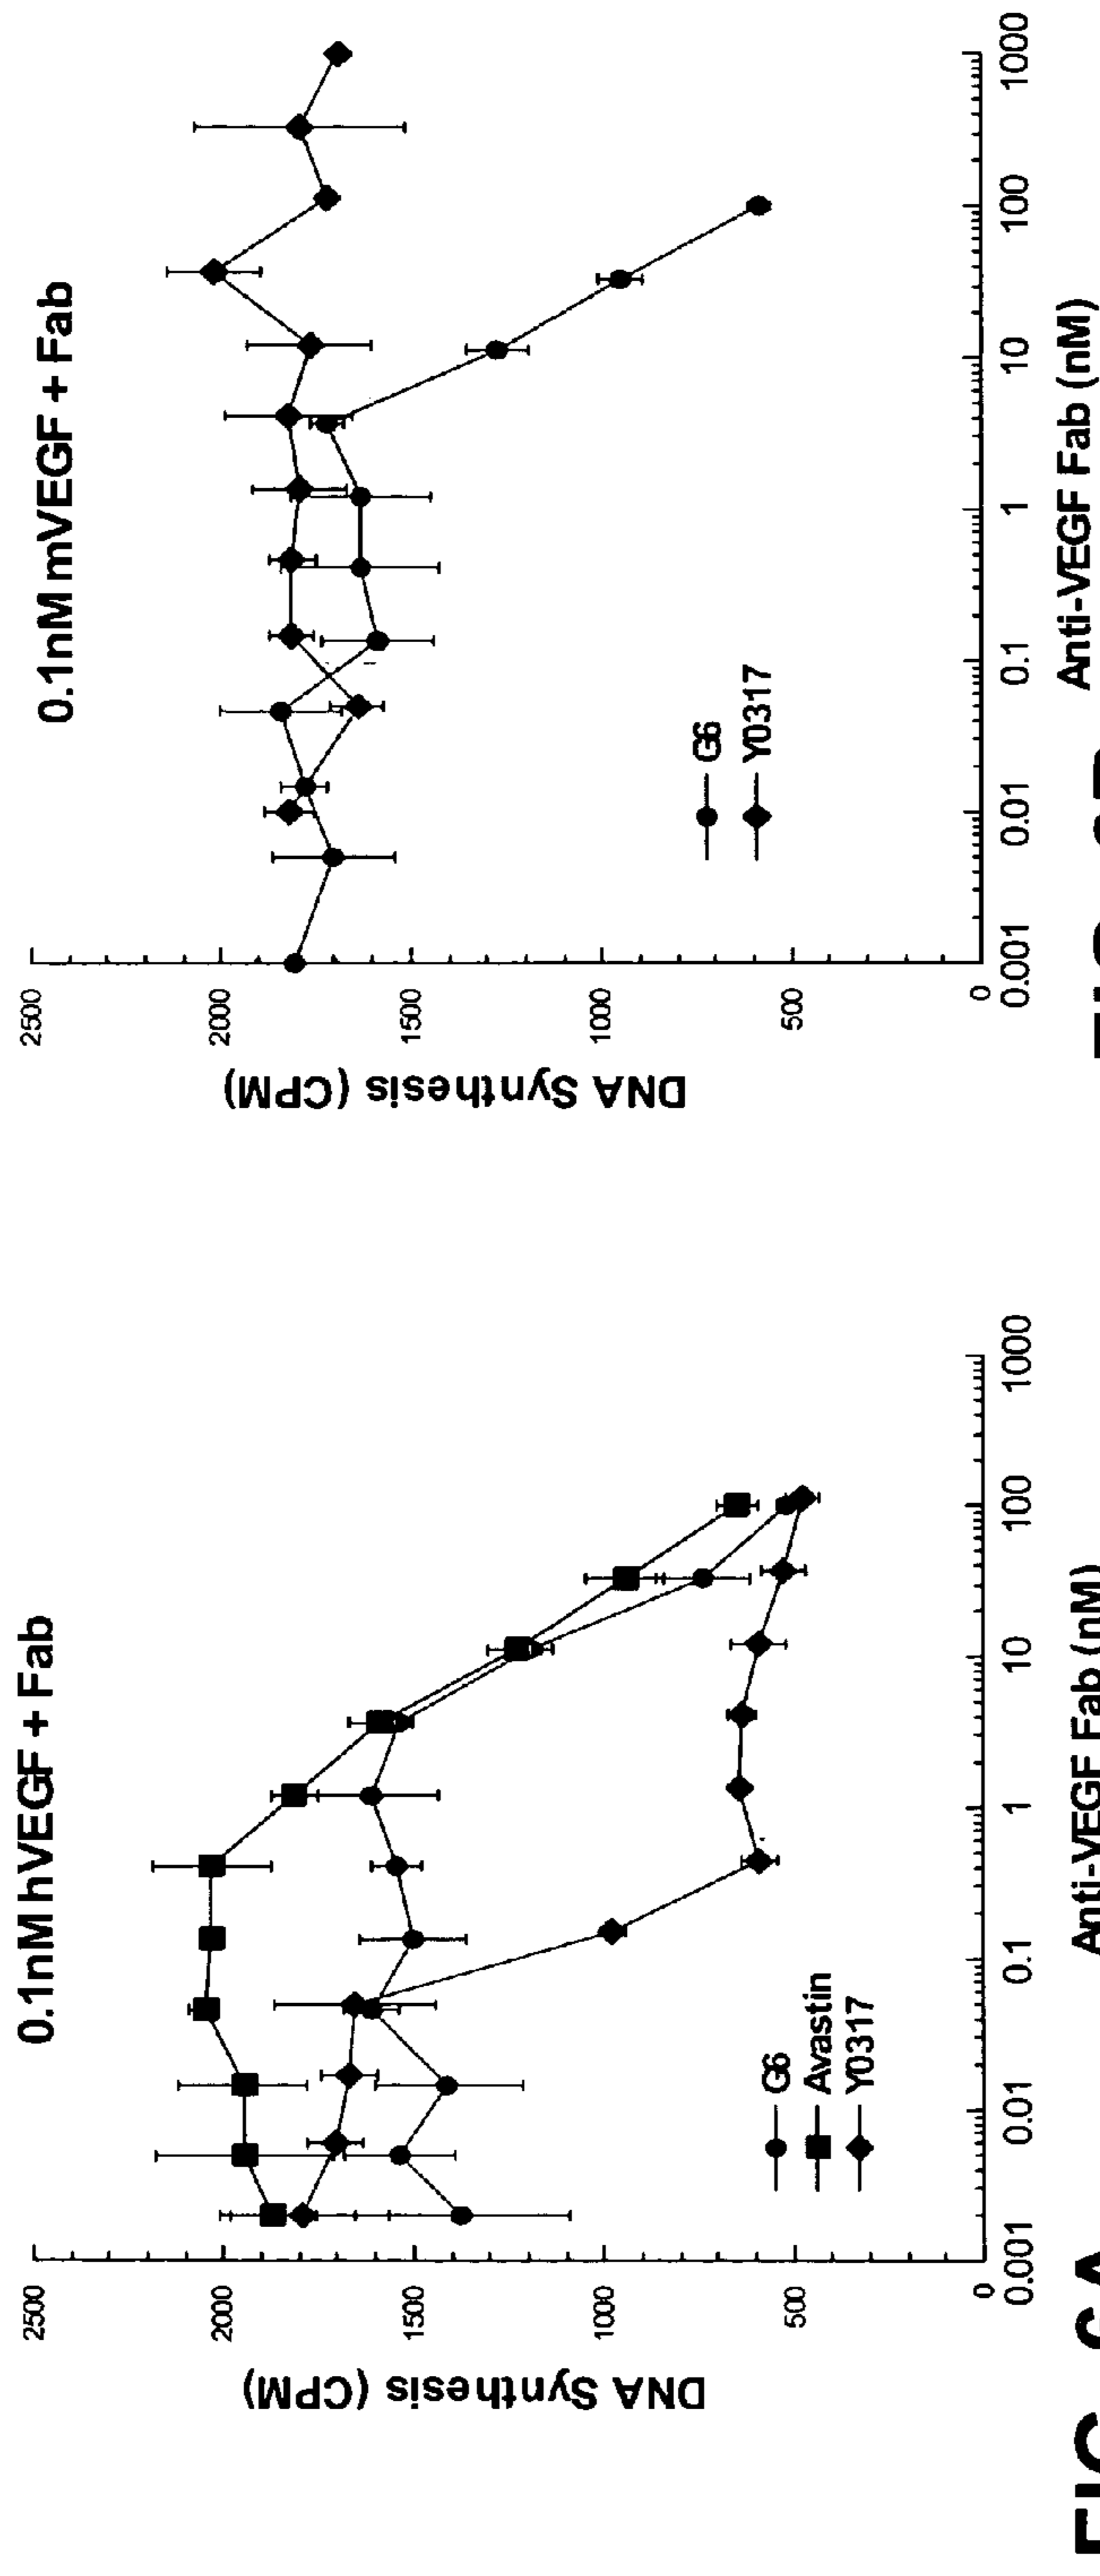 0.1nM hVEGF + Fab
DNA Synthesis (CPM)
2500
2000
1500
1000
500
0
G6
Avastin
Y0317
0.001
0.01
0.1
1
10
100
1000
Anti-VEGF Fab (nM)
0.1nM mVEGF + Fab
DNA Synthesis (CPM)
2500
2000
1500
1000
500
0
G6
Y0317
0.001
0.01
0.1
1
10
100
1000
Anti-VEGF Fab (nM)